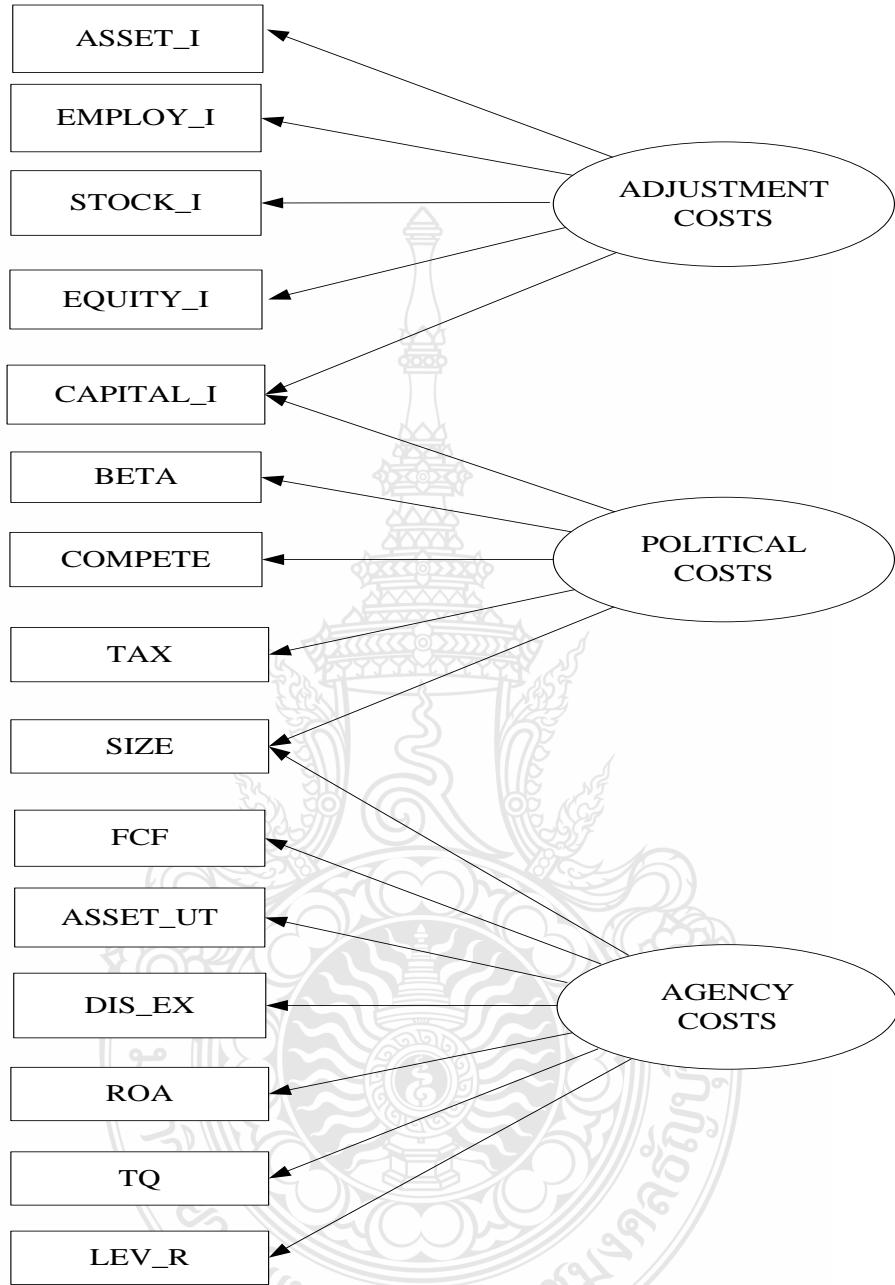 ASSET_I
EMPLOY_I
STOCK_I
EQUITY_I
CAPITAL_I
BETA
COMPETE
TAX
SIZE
FCF
ASSET_UT
DIS_EX
ROA
TQ
LEV_R
ADJUSTMENT
COSTS
POLITICAL
COSTS
AGENCY
COSTS